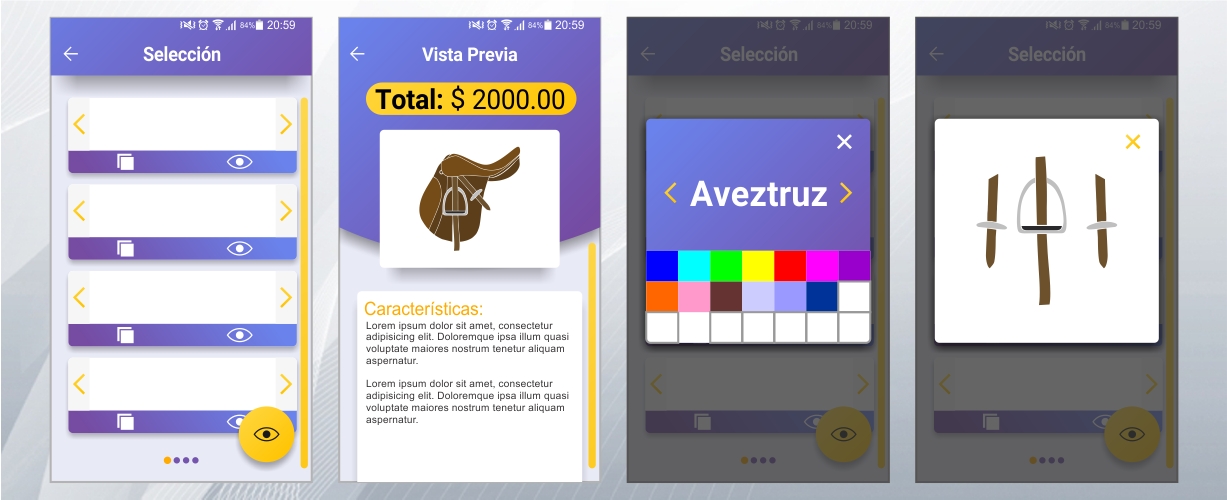 84% 20:59
Selección
84% 20:59
Vista Previa
Total: $ 2000.00
Características:
Lorem ipsum dolor sit amet, consectetur
adipisicing elit. Doloremque ipsa illum quasi
voluptate maiores nostrum tenetur aliquam
aspernatur.
Lorem ipsum dolor sit amet, consectetur
adipisicing elit. Doloremque ipsa illum quasi
voluptate maiores nostrum tenetur aliquam
aspernatur.
84% 20:59
Selección
Aveztruz
84% 20:59
Selección